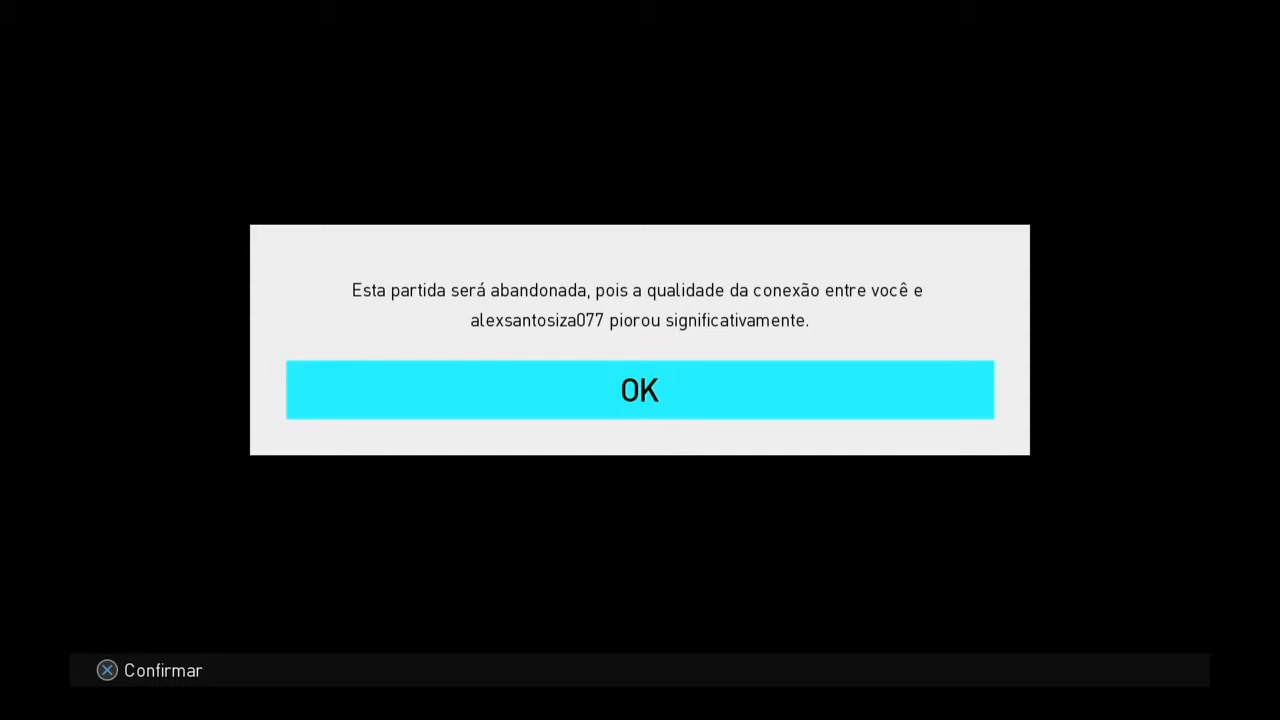 Esta partida será abandonada, pois a qualidade da conexão entre você e
alexsantosiza077 piorou significativamente.
OK
Confirmar